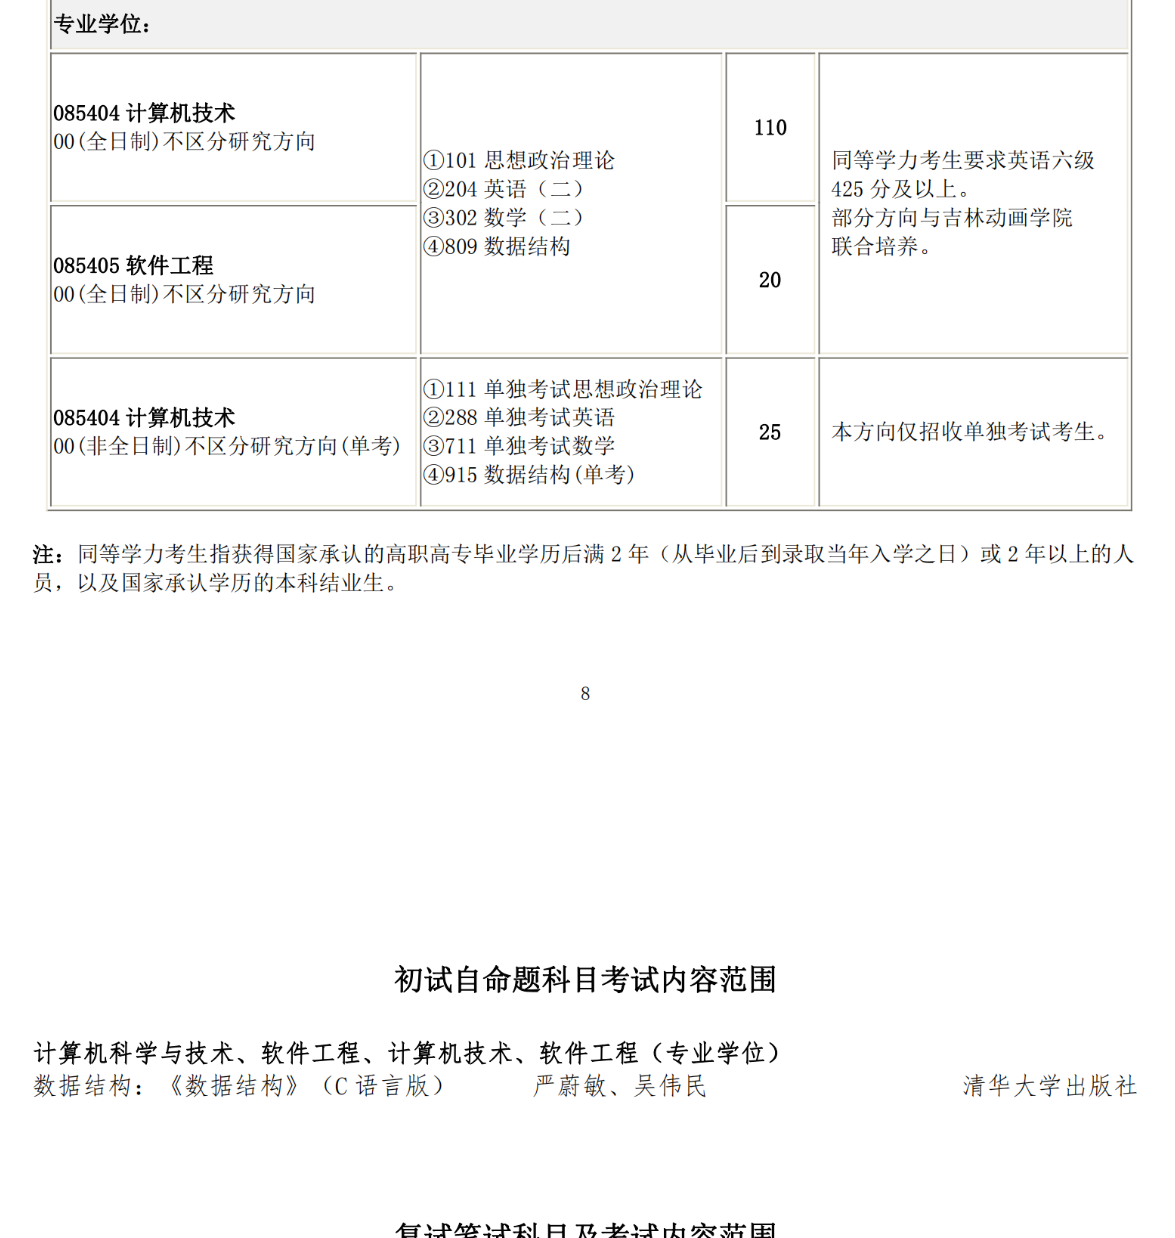 专业学位：
085404 计算机技术
00(全日制)不区分研究方向
①101 思想政治理论
②204 英语（二）
③302 数学（二）
④809 数据结构
110
同等学力考生要求英语六级
425 分及以上。
部分方向与吉林动画学院
联合培养。
085405 软件工程
00(全日制)不区分研究方向
20
085404 计算机技术
00(非全日制)不区分研究方向(单考)
①111 单独考试思想政治理论
②288 单独考试英语
③711 单独考试数学
④915 数据结构(单考)
25
本方向仅招收单独考试考生。
注：同等学力考生指获得国家承认的高职高专毕业学历后满 2 年（从毕业后到录取当年入学之日）或 2 年以上的人
员，以及国家承认学历的本科结业生。
8
初试自命题科目考试内容范围
计算机科学与技术、软件工程、计算机技术、软件工程（专业学位）
数据结构：《数据结构》（C 语言版） 严蔚敏、吴伟民 清华大学出版社
复试笔试科目及考试内容范围